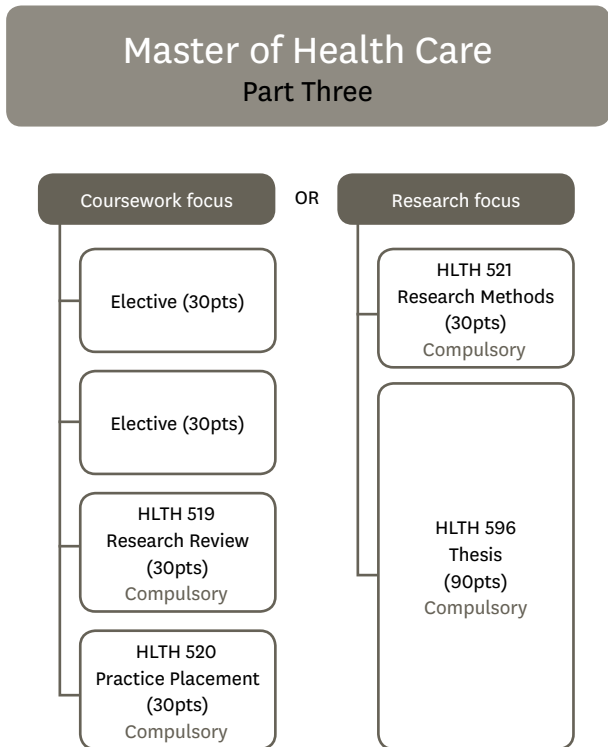 Master of Health Care
Part Three
Coursework focus
OR
Research focus
Elective (30pts)
Elective (30pts)
HLTH 519
Research Review
(30pts)
Compulsory
HLTH 520
Practice Placement
(30pts)
Compulsory
HLTH 521
Research Methods
(30pts)
Compulsory
HLTH 596
Thesis
(90pts)
Compulsory